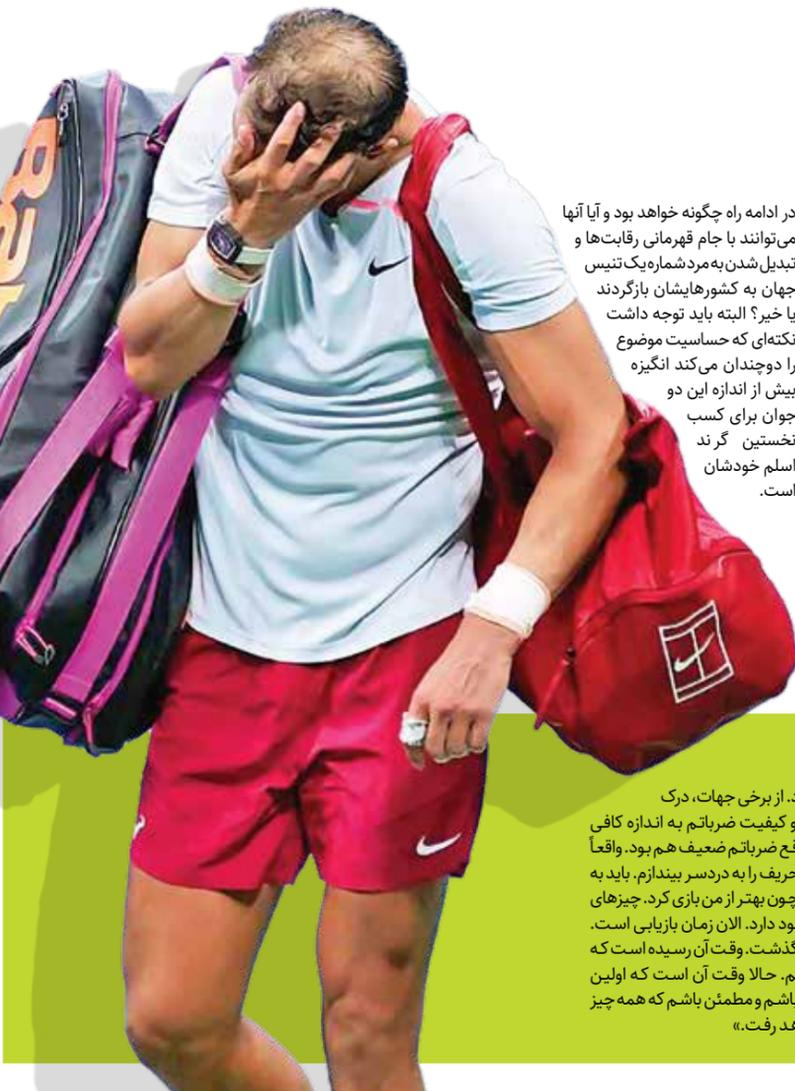 در ادامه راه چگونه خواهد بود و آیا آنها
می‌توانند با جام قهرمانی رقابت‌ها و
تبدیل شدن به مرد شماره یک تنیس
جهان به کشورهایشان بازگردند
یا خیر؟ البته باید توجه داشت
نکته‌ای که حساسیت موضوع
را دوچندان می‌کند انگیزه
بیش از اندازه این دو
جوان برای کسب
نخستین گرند
اسلم خودشان
است.
از برخی جهات، درک
و کیفیت ضرباتم به اندازه کافی
ضرباتم ضعیف هم بود. واقعاً
حریف را به دردسر بیندازم. باید به
چون بهتر از من بازی کرد. چیزهای
دارد. الان زمان بازیابی است.
گذشت. وقت آن رسیده است که
حالا وقت آن است که اولین
باشم و مطمئن باشم که همه چیز
رفت.»